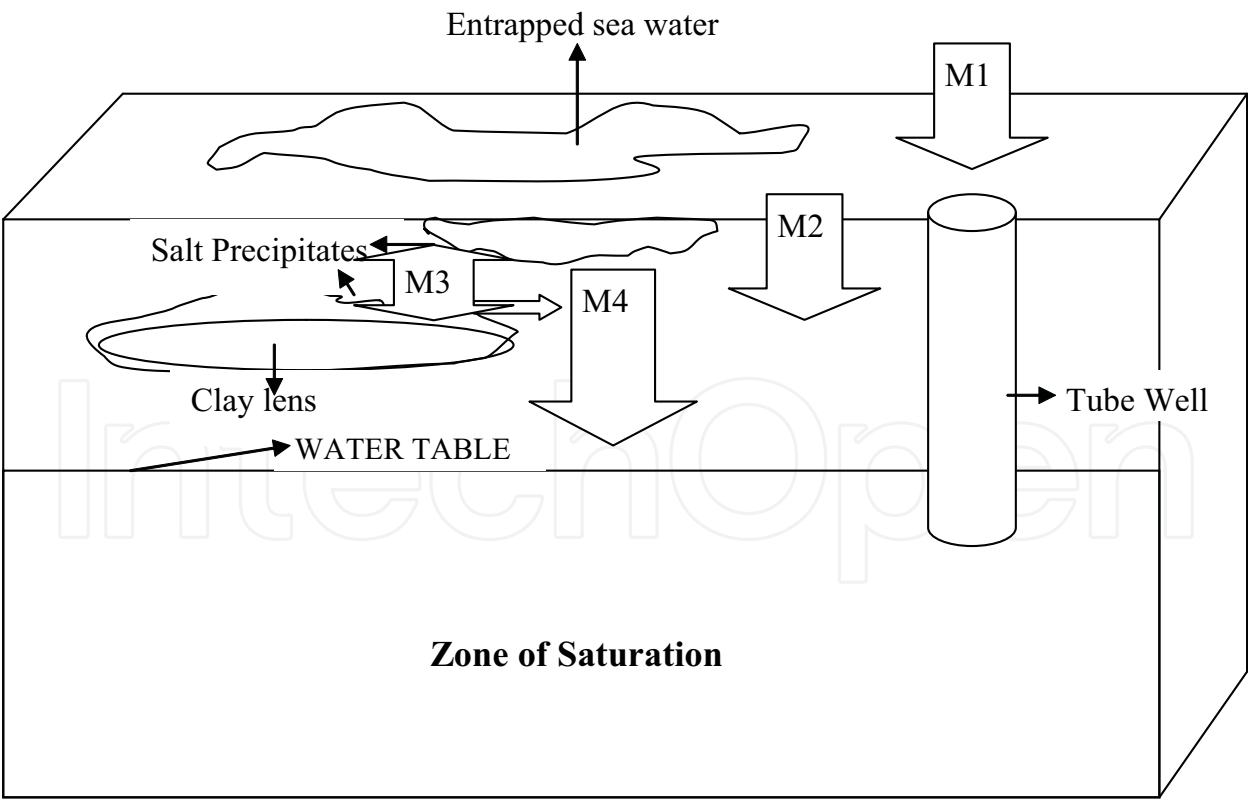 Entrapped sea water
M1
M2
Salt Precipitates
M3
M4
Clay lens
Tube Well
WATER TABLE
IntechOpen
Zone of Saturation